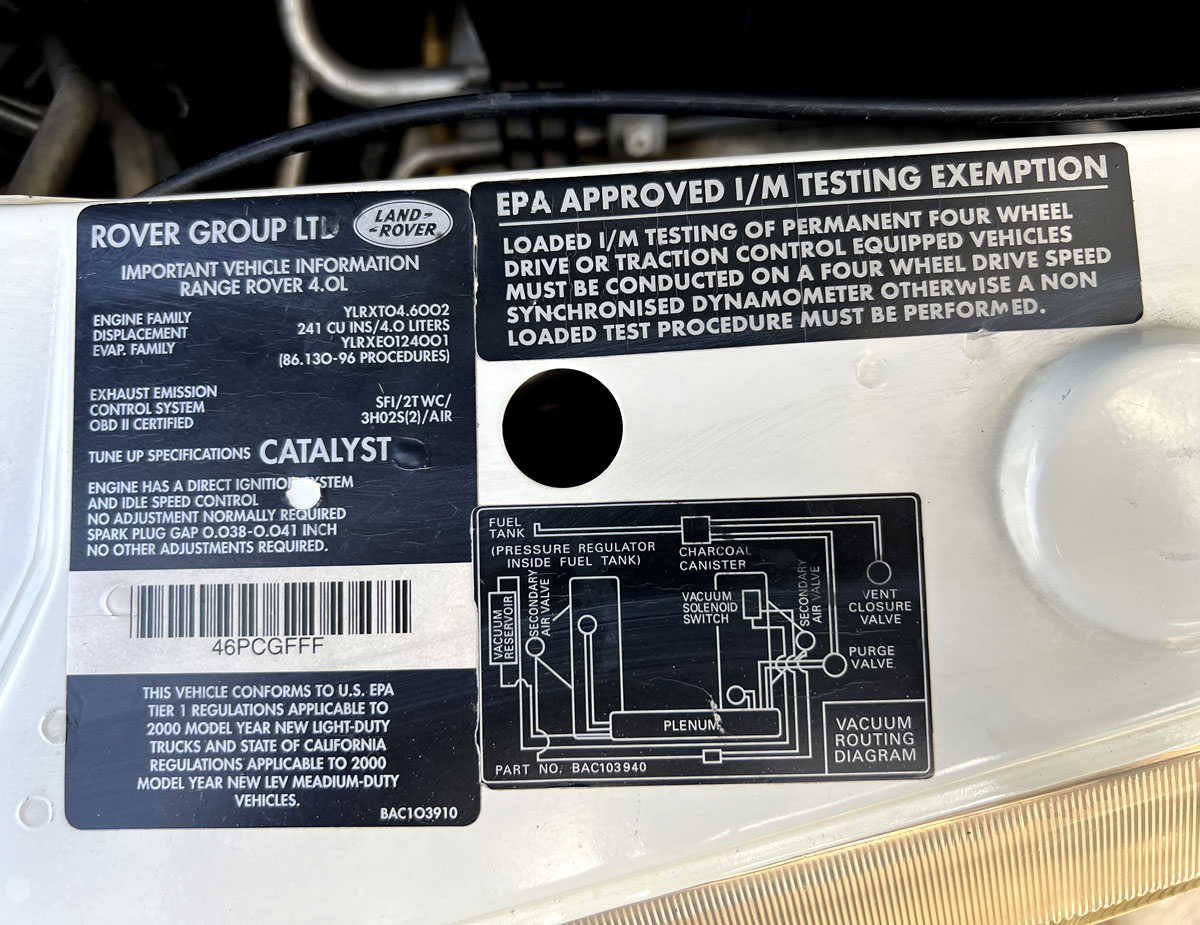 ROVER GROUP LTD
LAND-
-ROVER
IMPORTANT VEHICLE INFORMATION
RANGE ROVER 4.0L
ENGINE FAMILY YLRXT04.6002
DISPLACEMENT 241 CU INS/4.0 LITERS
EVAP. FAMILY YLRXE0124001
(86.130-96 PROCEDURES)
EXHAUST EMISSION
CONTROL SYSTEM SFI/2TWC/
OBD II CERTIFIED 3HO2S(2)/AIR
TUNE UP SPECIFICATIONS CATALYST
ENGINE HAS A DIRECT IGNITION SYSTEM
AND IDLE SPEED CONTROL
NO ADJUSTMENT NORMALLY REQUIRED
SPARK PLUG GAP 0.038-0.041 INCH
NO OTHER ADJUSTMENTS REQUIRED.
46PCGFFF
THIS VEHICLE CONFORMS TO U.S. EPA
TIER 1 REGULATIONS APPLICABLE TO
2000 MODEL YEAR NEW LIGHT-DUTY
TRUCKS AND STATE OF CALIFORNIA
REGULATIONS APPLICABLE TO 2000
MODEL YEAR NEW LEV MEADIUM-DUTY
VEHICLES.
BAC103910
EPA APPROVED I/M TESTING EXEMPTION
LOADED I/M TESTING OF PERMANENT FOUR WHEEL
DRIVE OR TRACTION CONTROL EQUIPPED VEHICLES
MUST BE CONDUCTED ON A FOUR WHEEL DRIVE SPEED
SYNCHRONISED DYNAMOMETER OTHERWISE A NON
LOADED TEST PROCEDURE MUST BE PERFORMED.
FUEL
TANK
(PRESSURE REGULATOR
INSIDE FUEL TANK)
CHARCOAL
CANISTER
VACUUM
RESERVOIR
SECONDARY
AIR VALVE
VACUUM
SOLENOID
SWITCH
SECONDARY
AIR VALVE
VENT
CLOSURE
VALVE
PURGE
VALVE
PLENUM
VACUUM
ROUTING
DIAGRAM
PART NO. BAC103940